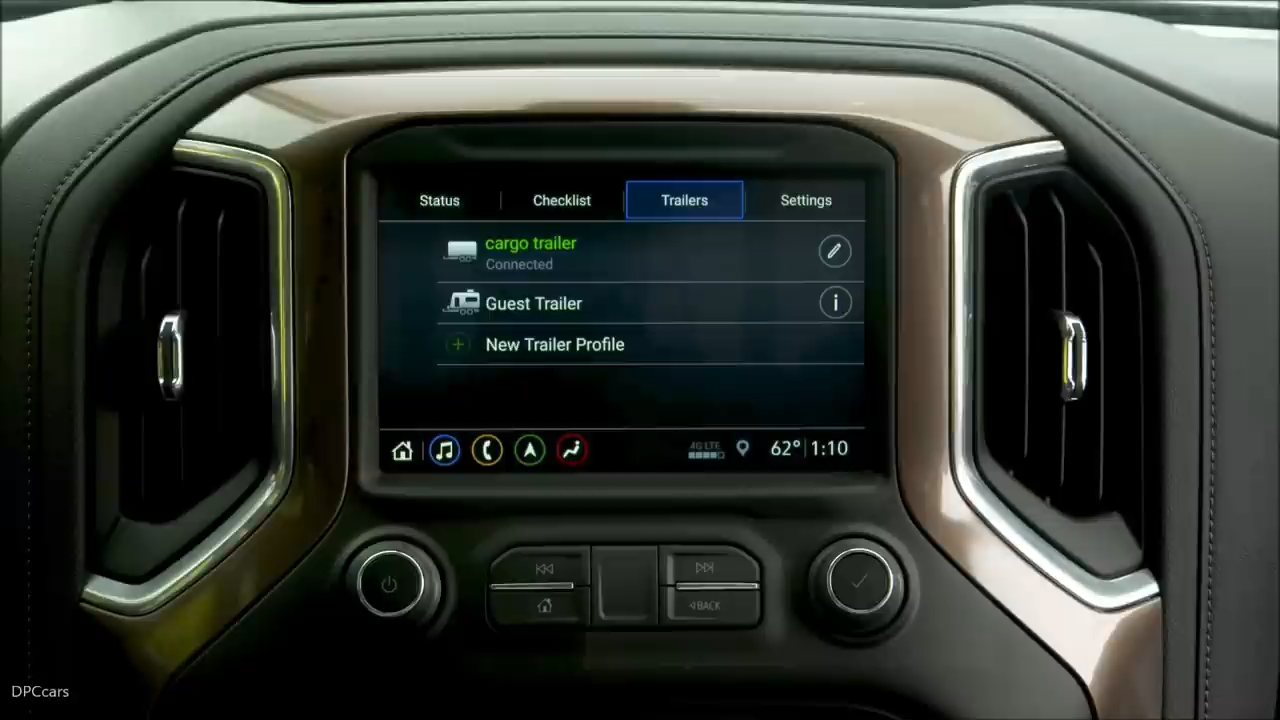 Status
Checklist
Trailers
Settings
cargo trailer
Connected
Guest Trailer
i
New Trailer Profile
4G LTE
62° 1:10
BACK
DPCcars